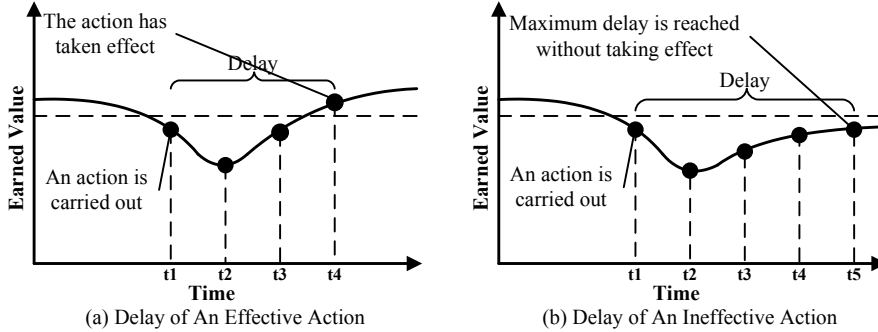 The action has
taken effect
Delay
Earned Value
An action is
carried out
t1 t2 t3 t4
Time
(a) Delay of An Effective Action
Maximum delay is reached
without taking effect
Delay
Earned Value
An action is
carried out
t1 t2 t3 t4 t5
Time
(b) Delay of An Ineffective Action